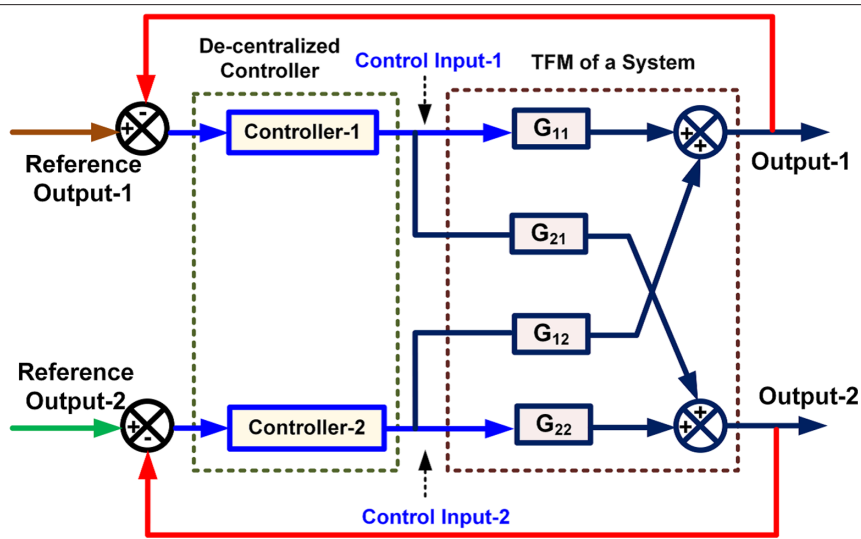 De-centralized
Controller
Control Input-1
TFM of a System
-
+
Controller-1
G11
+
+
Reference
Output-1
Output-1
G21
G12
Reference
Output-2
+
-
Controller-2
G22
+
+
Output-2
Control Input-2